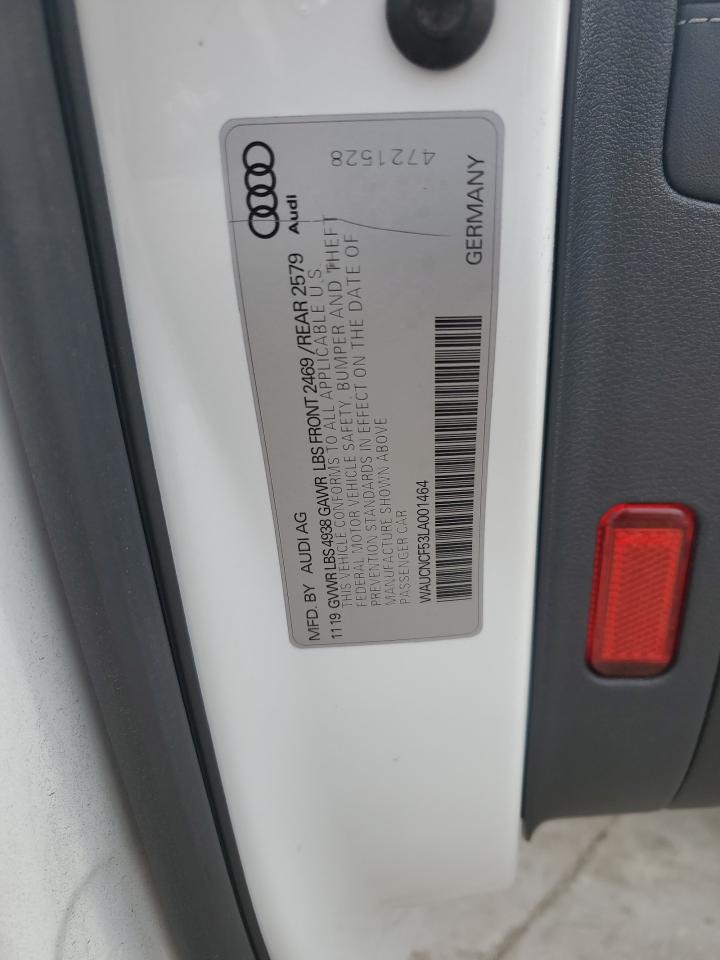 Audi
4721528
MFD. BY AUDI AG
GERMANY
11 19 GVWR LBS 4938 GAWR LBS FRONT 2469 /REAR 2579
THIS VEHICLE CONFORMS TO ALL APPLICABLE U.S.
FEDERAL MOTOR VEHICLE SAFETY, BUMPER AND THEFT
PREVENTION STANDARDS IN EFFECT ON THE DATE OF
MANUFACTURE SHOWN ABOVE
PASSENGER CAR
WAUCNCF53LA001464